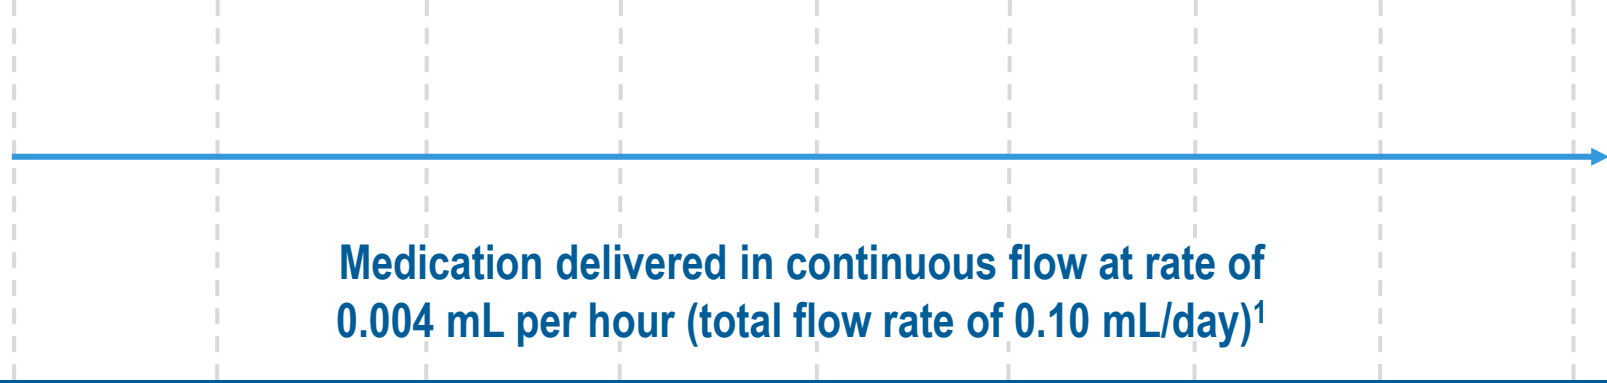 Medication delivered in continuous flow at rate of
0.004 mL per hour (total flow rate of 0.10 mL/day)¹